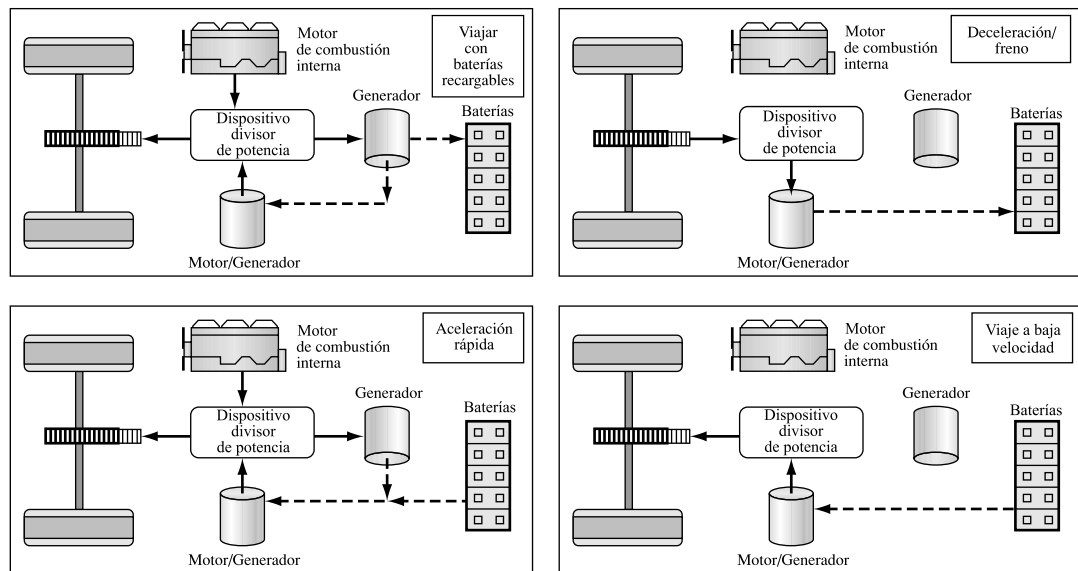 Motor
de combustión
interna
Viajar
con
baterías
recargables
Generador
Baterías
Dispositivo
divisor
de potencia
Motor/Generador
Motor
de combustión
interna
Deceleración/
freno
Generador
Baterías
Dispositivo
divisor
de potencia
Motor/Generador
Motor
de combustión
interna
Aceleración
rápida
Generador
Baterías
Dispositivo
divisor
de potencia
Motor/Generador
Motor
de combustión
interna
Viaje a baja
velocidad
Generador
Baterías
Dispositivo
divisor
de potencia
Motor/Generador